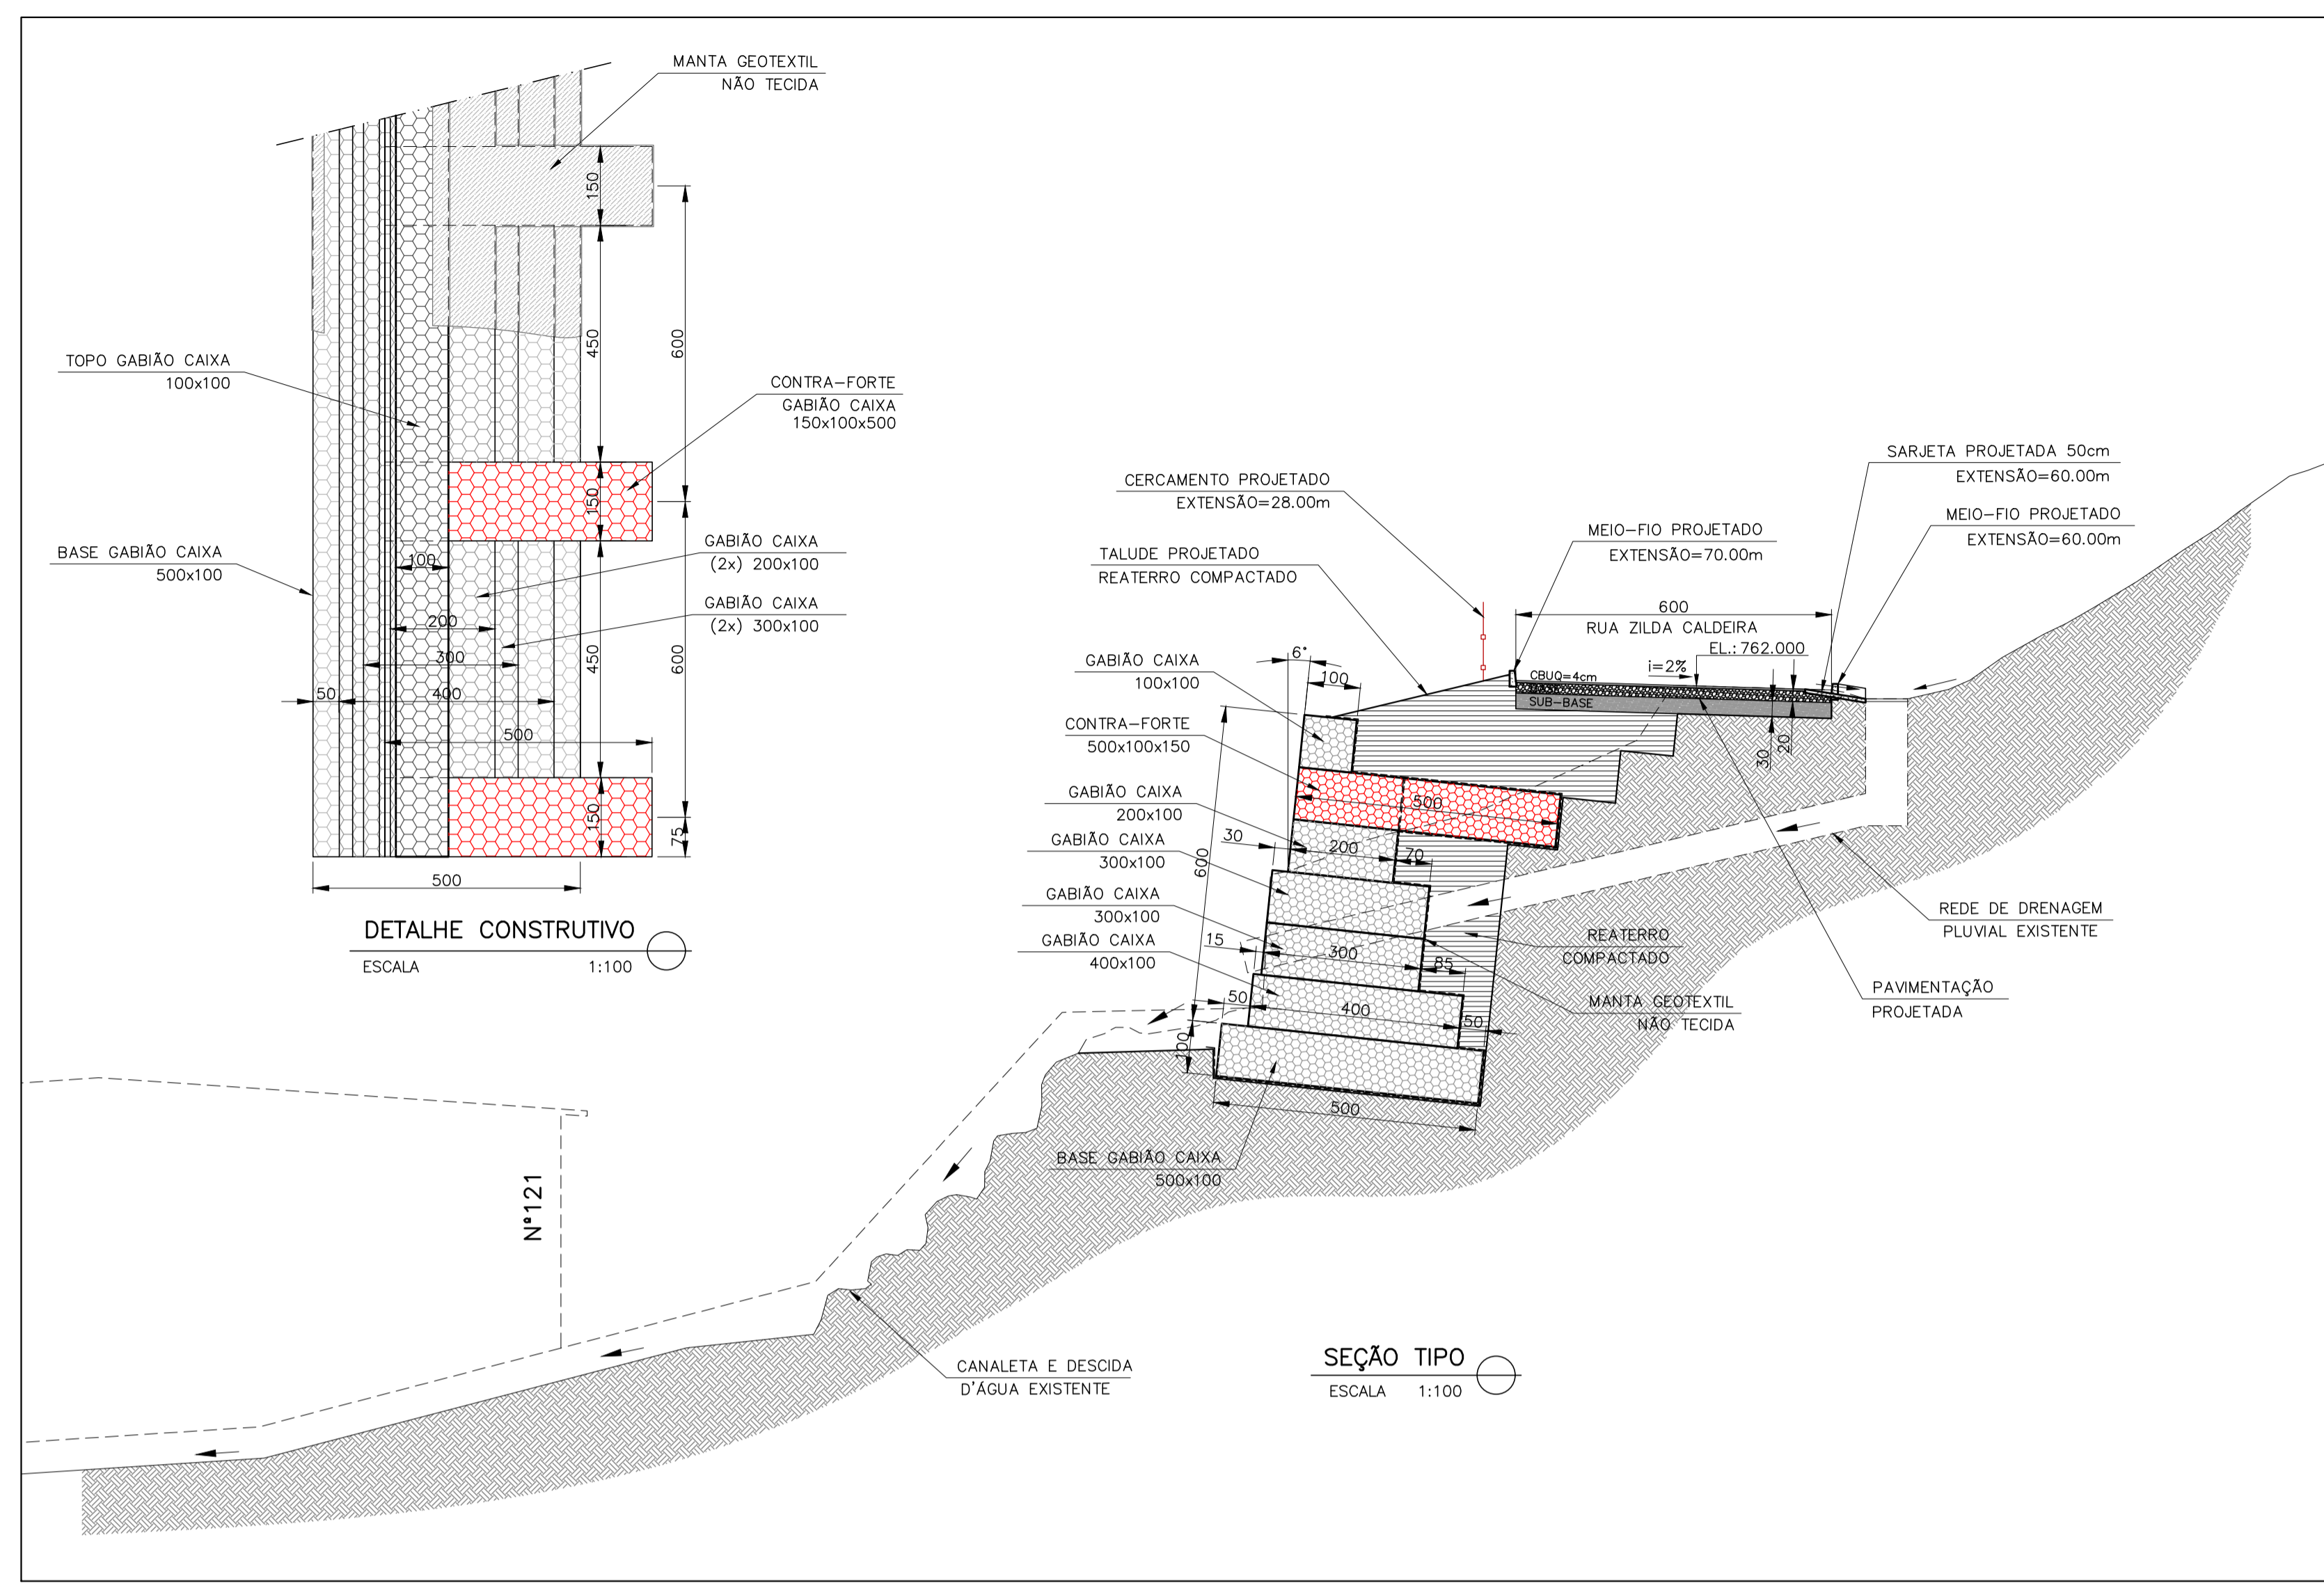 MANTA GEOTEXTIL
NÃO TECIDA
150
450
600
TOPO GABIÃO CAIXA
100x100
CONTRA-FORTE
GABIÃO CAIXA
150x100x500
150
BASE GABIÃO CAIXA
500x100
100
GABIÃO CAIXA
(2x) 200x100
GABIÃO CAIXA
(2x) 300x100
200
300
450
600
50
400
500
150
75
500
DETALHE CONSTRUTIVO
ESCALA 1:100
SARJETA PROJETADA 50cm
EXTENSÃO=60.00m
CERCAMENTO PROJETADO
EXTENSÃO=28.00m
MEIO-FIO PROJETADO
EXTENSÃO=70.00m
MEIO-FIO PROJETADO
EXTENSÃO=60.00m
TALUDE PROJETADO
REATERRO COMPACTADO
600
RUA ZILDA CALDEIRA
EL.:762.000
i=2%
CBUQ=4cm
BASE
SUB-BASE
30
20
6°
100
GABIÃO CAIXA
100x100
CONTRA-FORTE
500x100x150
500
GABIÃO CAIXA
200x100
30
200
70
600
GABIÃO CAIXA
300x100
GABIÃO CAIXA
300x100
15
300
85
GABIÃO CAIXA
400x100
50
400
50
100
500
BASE GABIÃO CAIXA
500x100
REATERRO
COMPACTADO
MANTA GEOTEXTIL
NÃO TECIDA
REDE DE DRENAGEM
PLUVIAL EXISTENTE
PAVIMENTAÇÃO
PROJETADA
Nº121
CANALETA E DESCIDA
D'ÁGUA EXISTENTE
SEÇÃO TIPO
ESCALA 1:100